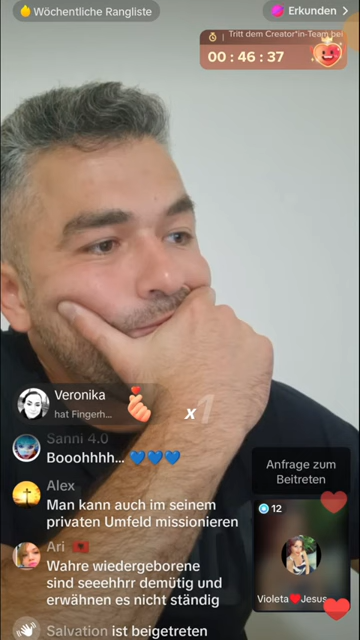 Wöchentliche Rangliste
Erkunden >
Tritt dem Creator*in-Team bei
00 : 46 : 37
Veronika
hat Fingerh...
x1
Sanni 4.0
Booohhhh... 💙💙💙
Alex
Man kann auch im seinem
privaten Umfeld missionieren
Ari 🇦🇱
Wahre wiedergeborene
sind seeehhrr demütig und
erwähnen es nicht ständig
Salvation ist beigetreten
Anfrage zum
Beitreten
12
Violeta♥️Jesus